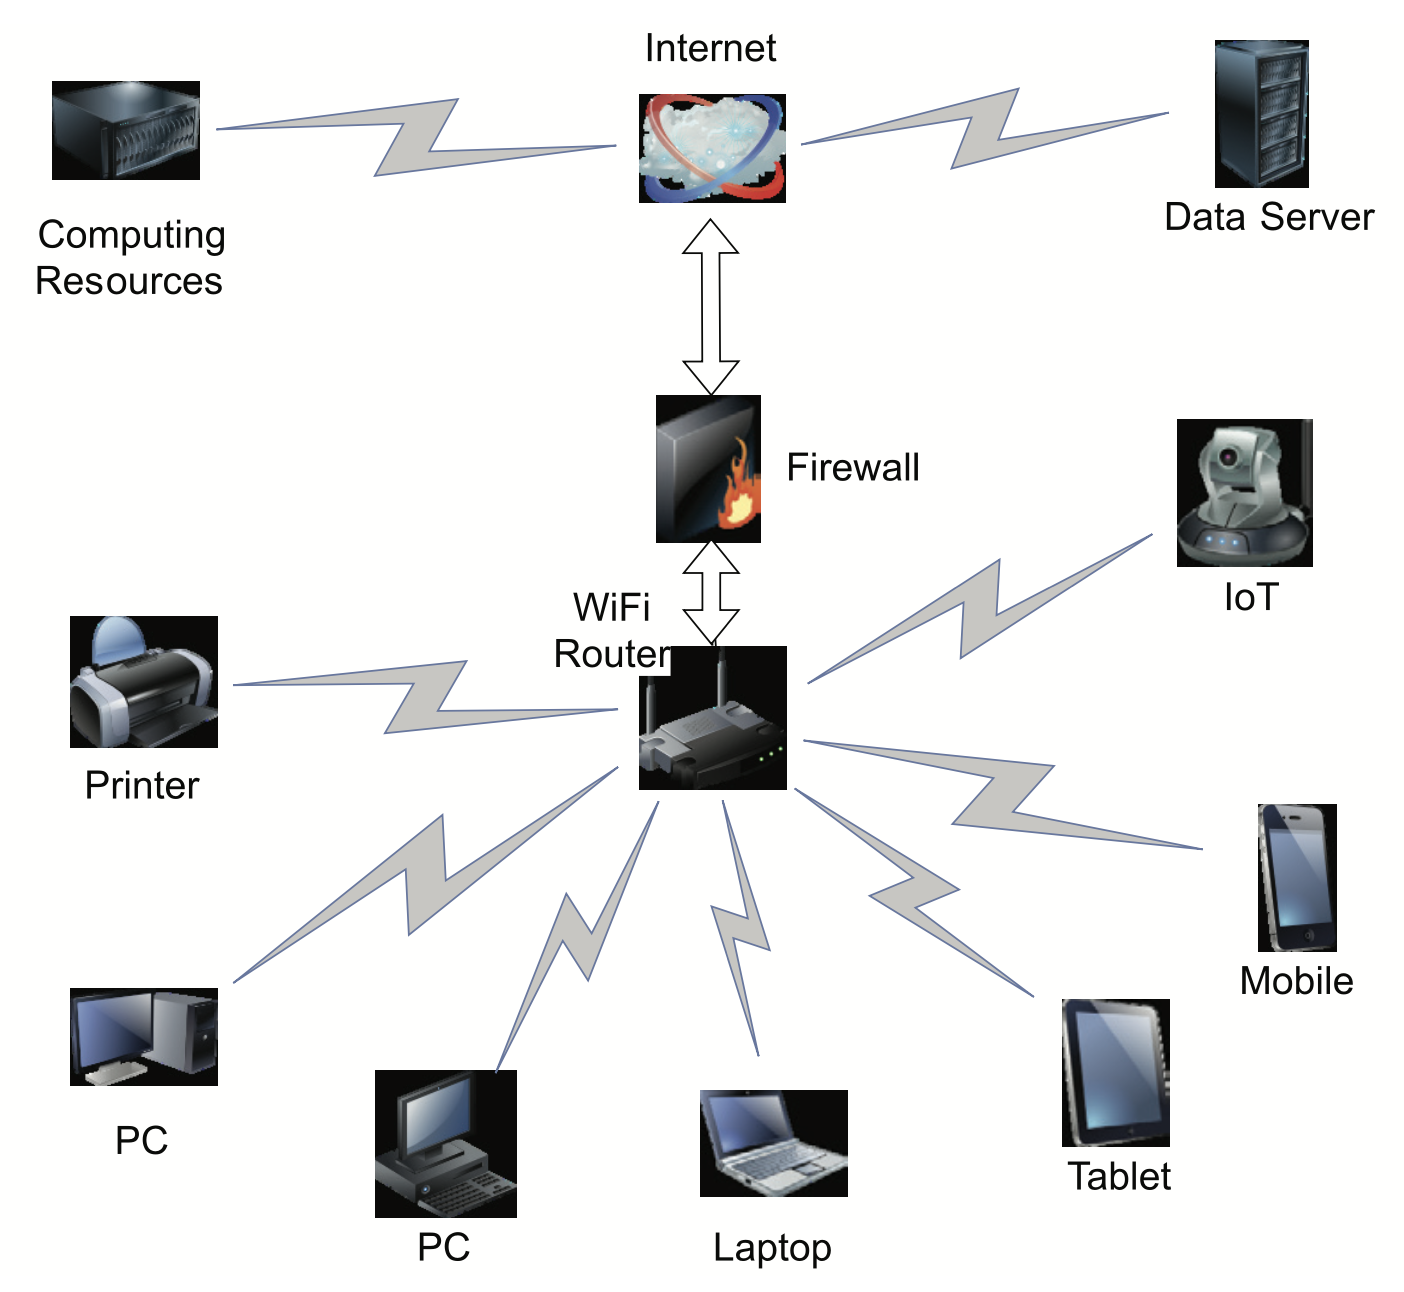 Internet
Data Server
Computing
Resources
Firewall
IoT
WiFi
Router
Printer
Mobile
PC
Tablet
PC
Laptop